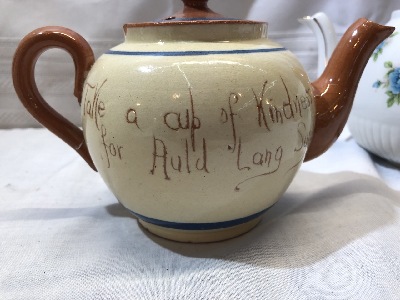 Take a cup of Kindness
for Auld Lang Syne